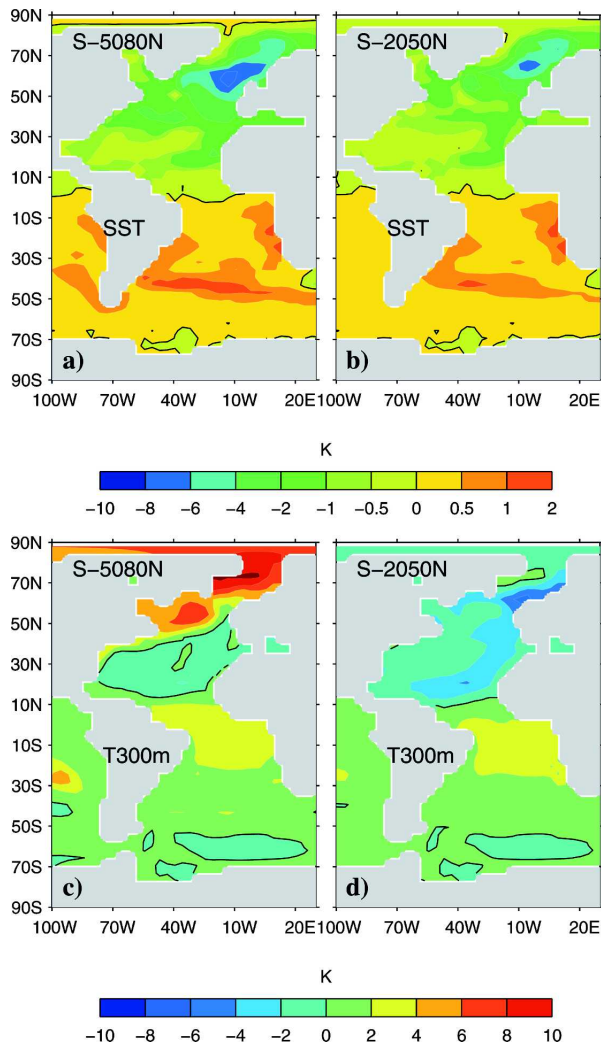 90N
S−5080N
S−2050N
70N
50N
30N
10N
10S
SST
SST
30S
50S
70S
a)
b)
90S
100W 70W 40W 10W 20E 100W 70W 40W 10W 20E
K
−10 −8 −6 −4 −2 −1 −0.5 0 0.5 1 2
90N
S−5080N
S−2050N
70N
50N
30N
10N
10S
T300m
T300m
30S
50S
70S
c)
d)
90S
100W 70W 40W 10W 20E 100W 70W 40W 10W 20E
K
−10 −8 −6 −4 −2 0 2 4 6 8 10